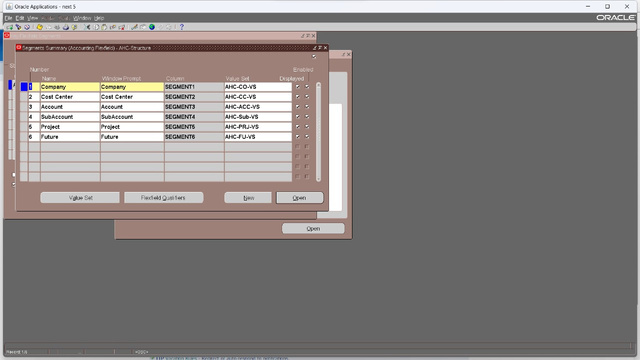 Oracle Applications - next 5
File Edit View
Window Help
ORACLE
Segments Summary (Accounting Flexfield) - AHC-Structure
Number Enabled
Name Window Prompt Column Value Set Displayed
1 Company Company SEGMENT1 AHC-CO-VS
2 Cost Center Cost Center SEGMENT2 AHC-CC-VS
3 Account Account SEGMENT3 AHC-ACC-VS
4 SubAccount SubAccount SEGMENT4 AHC-Sub-VS
5 Project Project SEGMENT5 AHC-PRJ-VS
6 Future Future SEGMENT6 AHC-FU-VS
Value Set Flexfield Qualifiers New Open
Open
Record: 1/6
<OSC>